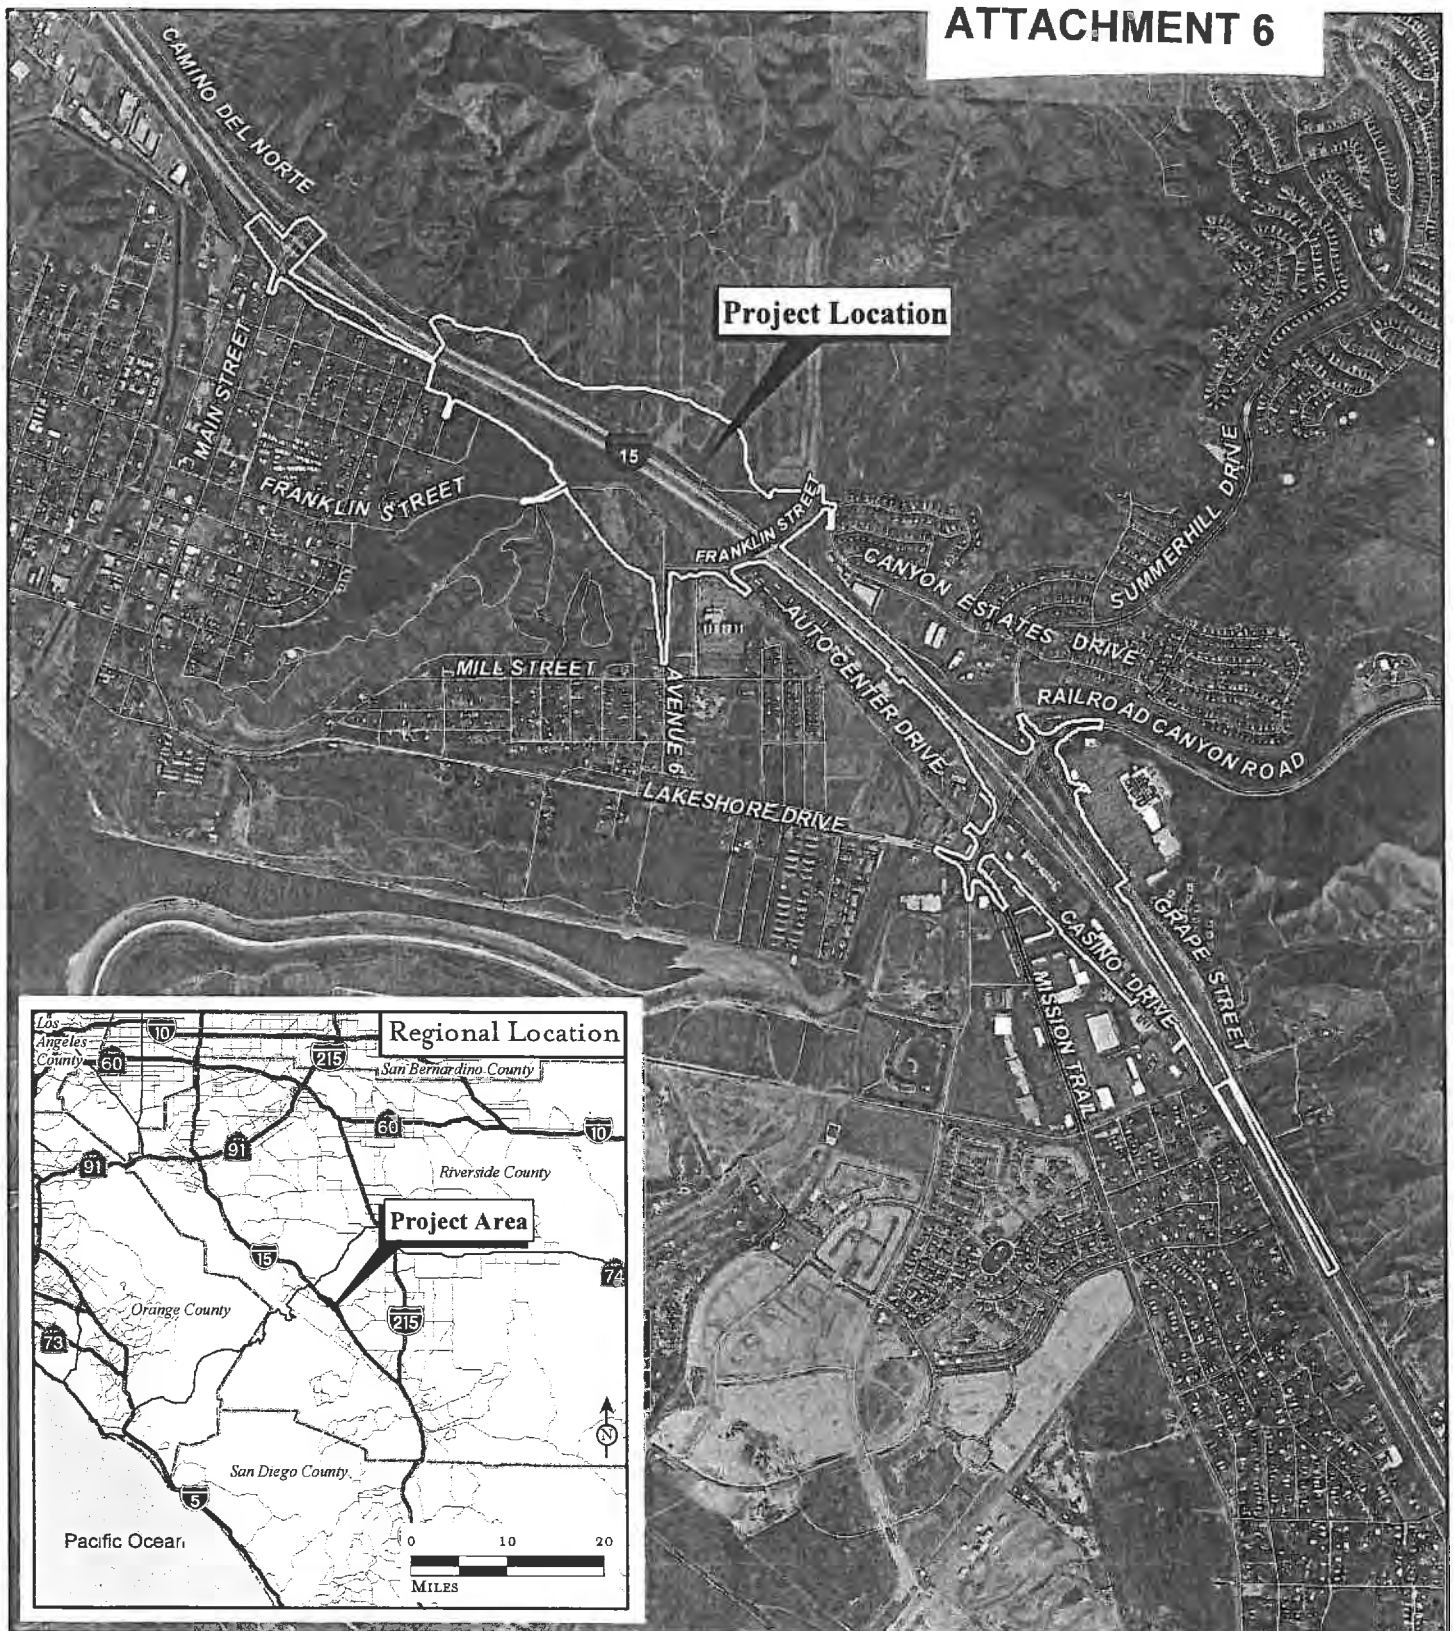 ATTACHMENT 6
CAMINO DEL NORTE
Project Location
MAIN STREET
15
FRANKLIN STREET
FRANKLIN STREET
SUMMERHILL DRIVE
CANYON ESTATES DRIVE
MILL STREET
AVENUE 6
AUTOCENTER DRIVE
RAILROAD CANYON ROAD
LAKESHORE DRIVE
CASINO DRIVE
GRAPE STREET
MISSION TRAIL
Regional Location
Los
Angeles
County
10
60
215
San Bernardino County
60
10
91
91
Riverside County
Project Area
15
74
Orange County
215
73
N
San Diego County
5
Pacific Ocean
0 10 20
MILES